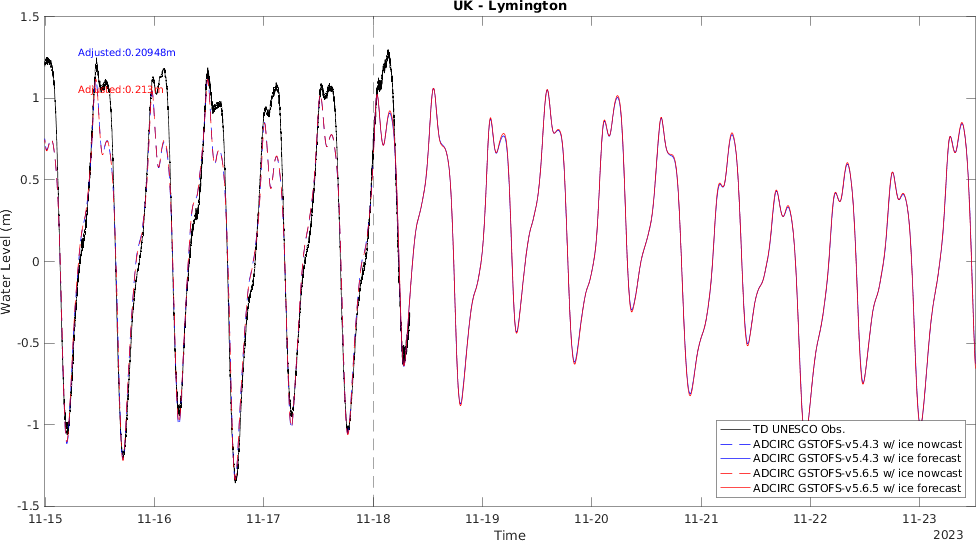 UK - Lymington
1.5
1
0.5
0
-0.5
-1
-1.5
Water Level (m)
Adjusted:0.20948m
Adjusted:0.213m
TD UNESCO Obs.
ADCIRC GSTOFS-v5.4.3 w/ ice nowcast
ADCIRC GSTOFS-v5.4.3 w/ ice forecast
ADCIRC GSTOFS-v5.6.5 w/ ice nowcast
ADCIRC GSTOFS-v5.6.5 w/ ice forecast
11-15 11-16 11-17 11-18 11-19 11-20 11-21 11-22 11-23
Time
2023